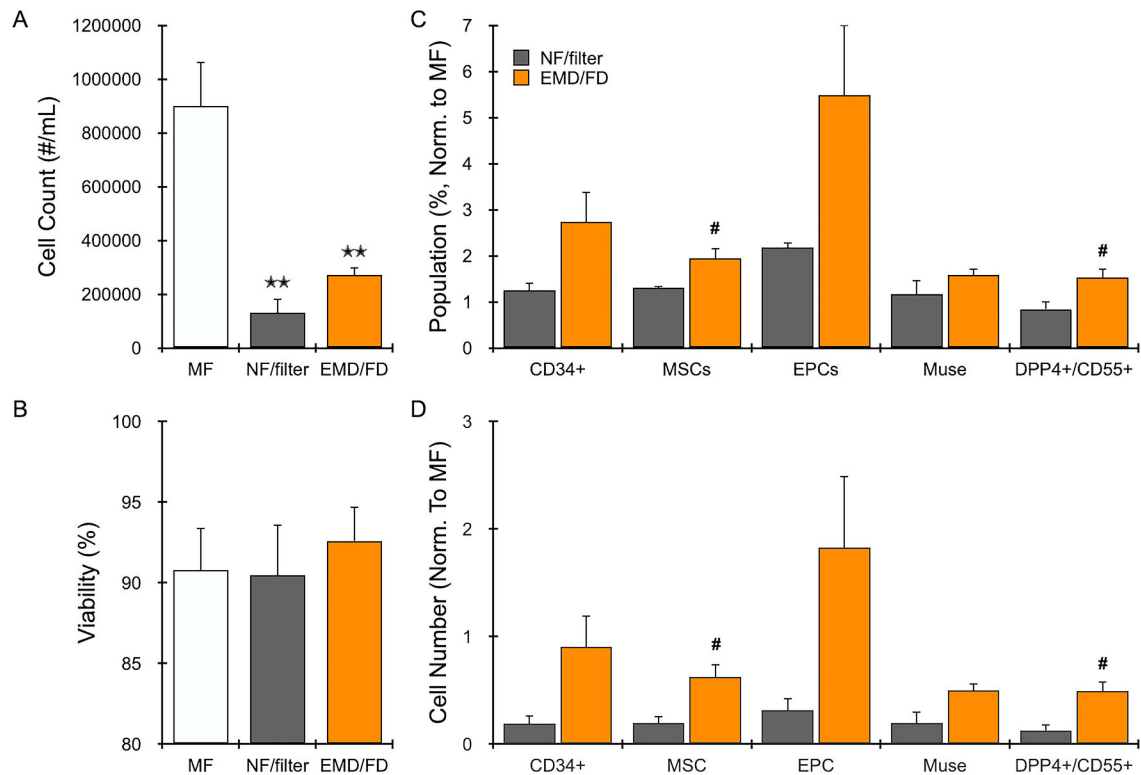 A
Cell Count (#/mL)
1200000
1000000
800000
600000
400000
200000
0
★★
★★
MF NF/filter EMD/FD
C
Population (%, Norm. to MF)
7
6
5
4
3
2
1
0
NF/filter
EMD/FD
#
#
CD34+ MSCs EPCs Muse DPP4+/CD55+
B
Viability (%)
100
95
90
85
80
MF NF/filter EMD/FD
D
Cell Number (Norm. To MF)
3
2
1
0
#
#
CD34+ MSC EPC Muse DPP4+/CD55+